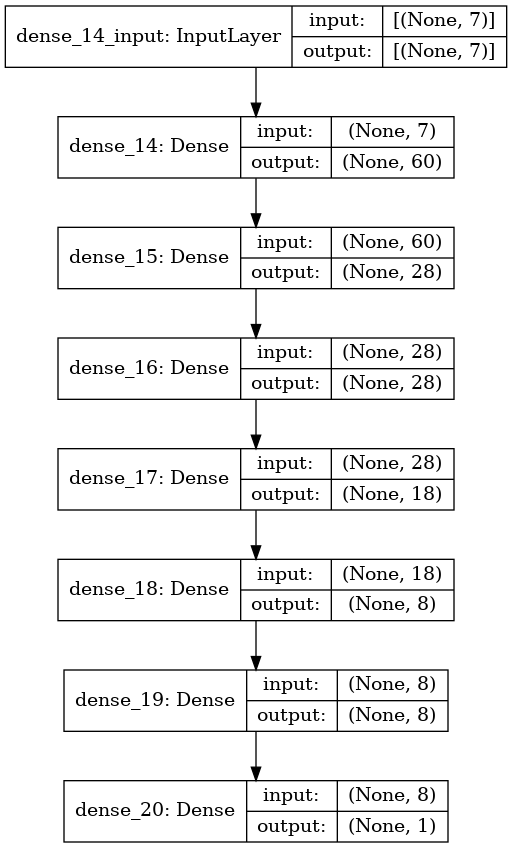 dense_14_input: InputLayer
input: [(None, 7)]
output: [(None, 7)]
dense_14: Dense
input: (None, 7)
output: (None, 60)
dense_15: Dense
input: (None, 60)
output: (None, 28)
dense_16: Dense
input: (None, 28)
output: (None, 28)
dense_17: Dense
input: (None, 28)
output: (None, 18)
dense_18: Dense
input: (None, 18)
output: (None, 8)
dense_19: Dense
input: (None, 8)
output: (None, 8)
dense_20: Dense
input: (None, 8)
output: (None, 1)